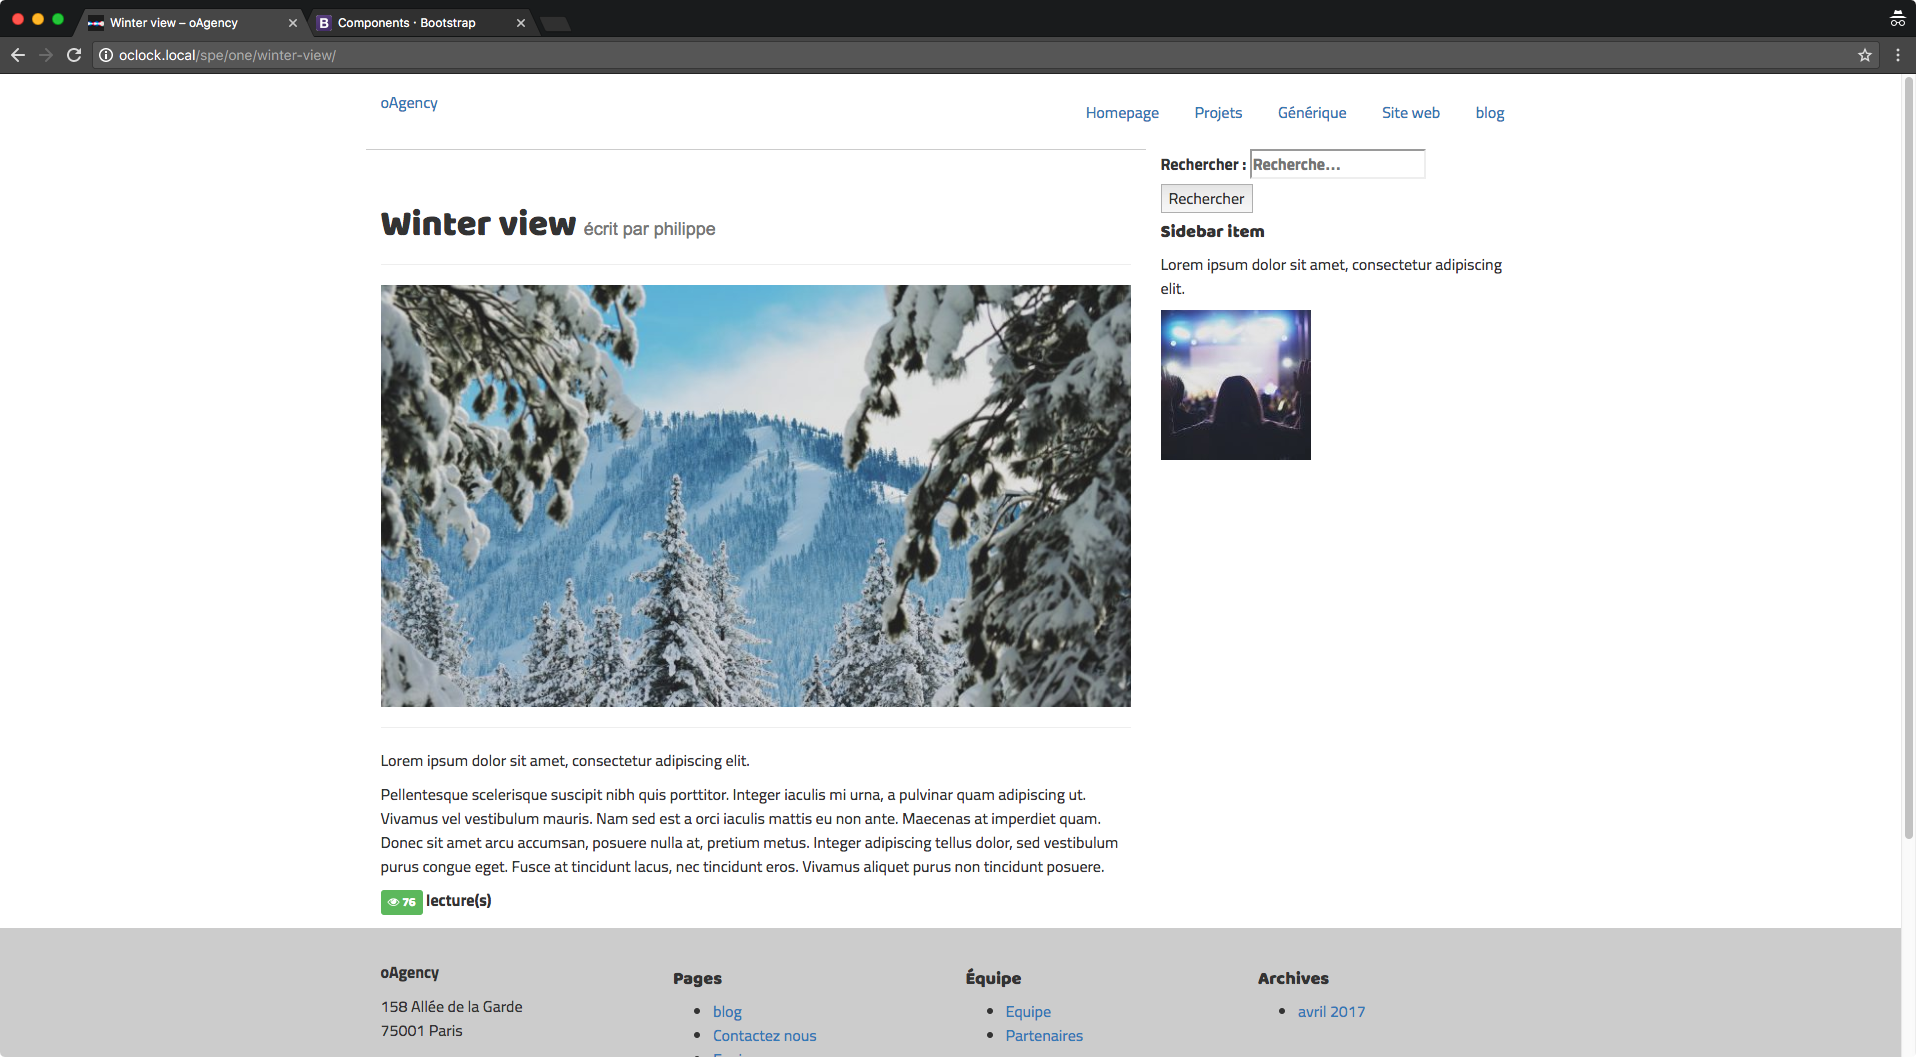 Winter view – oAgency
B Components · Bootstrap
oclock.local/spe/one/winter-view/
oAgency
Homepage Projets Générique Site web blog
Rechercher : Recherche…
Rechercher
Winter view écrit par philippe
Sidebar item
Lorem ipsum dolor sit amet, consectetur adipiscing
elit.
Lorem ipsum dolor sit amet, consectetur adipiscing elit.
Pellentesque scelerisque suscipit nibh quis porttitor. Integer iaculis mi urna, a pulvinar quam adipiscing ut.
Vivamus vel vestibulum mauris. Nam sed est a orci iaculis mattis eu non ante. Maecenas at imperdiet quam.
Donec sit amet arcu accumsan, posuere nulla at, pretium metus. Integer adipiscing tellus dolor, sed vestibulum
purus congue eget. Fusce at tincidunt lacus, nec tincidunt eros. Vivamus aliquet purus non tincidunt posuere.
76 lecture(s)
oAgency
158 Allée de la Garde
75001 Paris
Pages
blog
Contactez nous
Équipe
Equipe
Partenaires
Archives
avril 2017